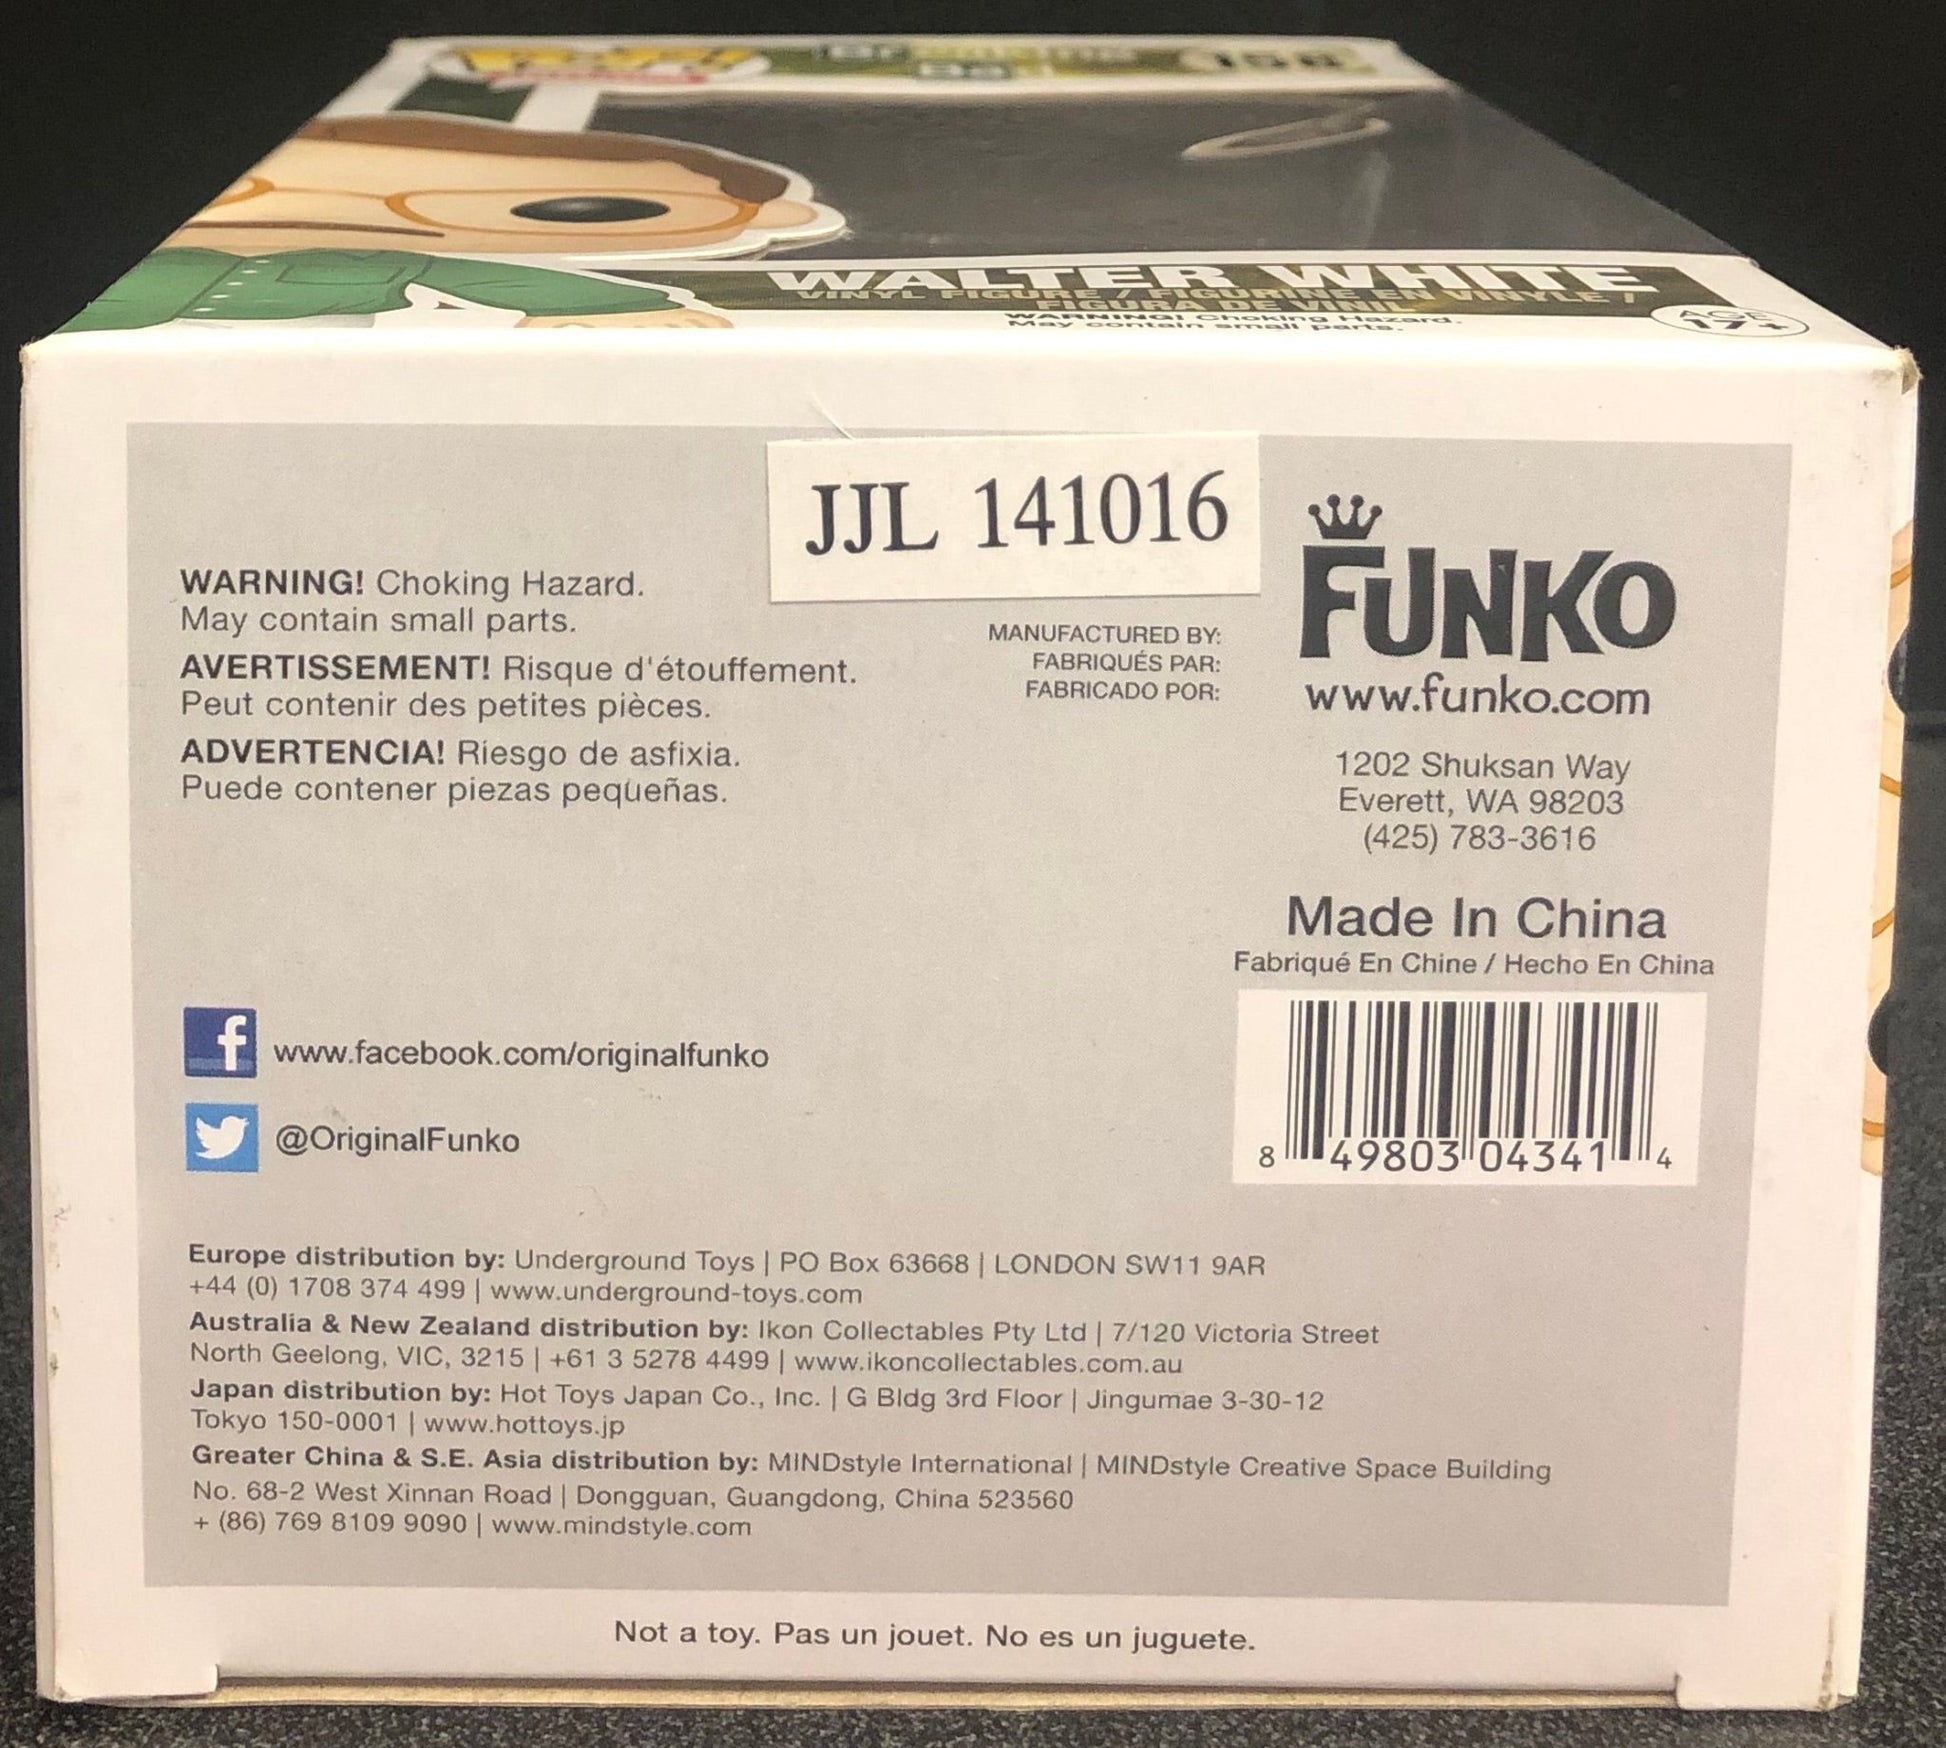 POP!
Breaking
Bad
158
WALTER WHITE
VINYL FIGURE / FIGURINE EN VINYLE /
FIGURA DE VINIL
WARNING! Choking Hazard.
May contain small parts.
AGE
17+
JJL 141016
WARNING! Choking Hazard.
May contain small parts.
AVERTISSEMENT! Risque d'étouffement.
Peut contenir des petites pièces.
ADVERTENCIA! Riesgo de asfixia.
Puede contener piezas pequeñas.
MANUFACTURED BY:
FABRIQUÉS PAR:
FABRICADO POR:
FUNKO
www.funko.com
1202 Shuksan Way
Everett, WA 98203
(425) 783-3616
Made In China
Fabriqué En Chine / Hecho En China
8 49803 04341 4
www.facebook.com/originalfunko
@OriginalFunko
Europe distribution by: Underground Toys | PO Box 63668 | LONDON SW11 9AR
+44 (0) 1708 374 499 | www.underground-toys.com
Australia & New Zealand distribution by: Ikon Collectables Pty Ltd | 7/120 Victoria Street
North Geelong, VIC, 3215 | +61 3 5278 4499 | www.ikoncollectables.com.au
Japan distribution by: Hot Toys Japan Co., Inc. | G Bldg 3rd Floor | Jingumae 3-30-12
Tokyo 150-0001 | www.hottoys.jp
Greater China & S.E. Asia distribution by: MINDstyle International | MINDstyle Creative Space Building
No. 68-2 West Xinnan Road | Dongguan, Guangdong, China 523560
+ (86) 769 8109 9090 | www.mindstyle.com
Not a toy. Pas un jouet. No es un juguete.